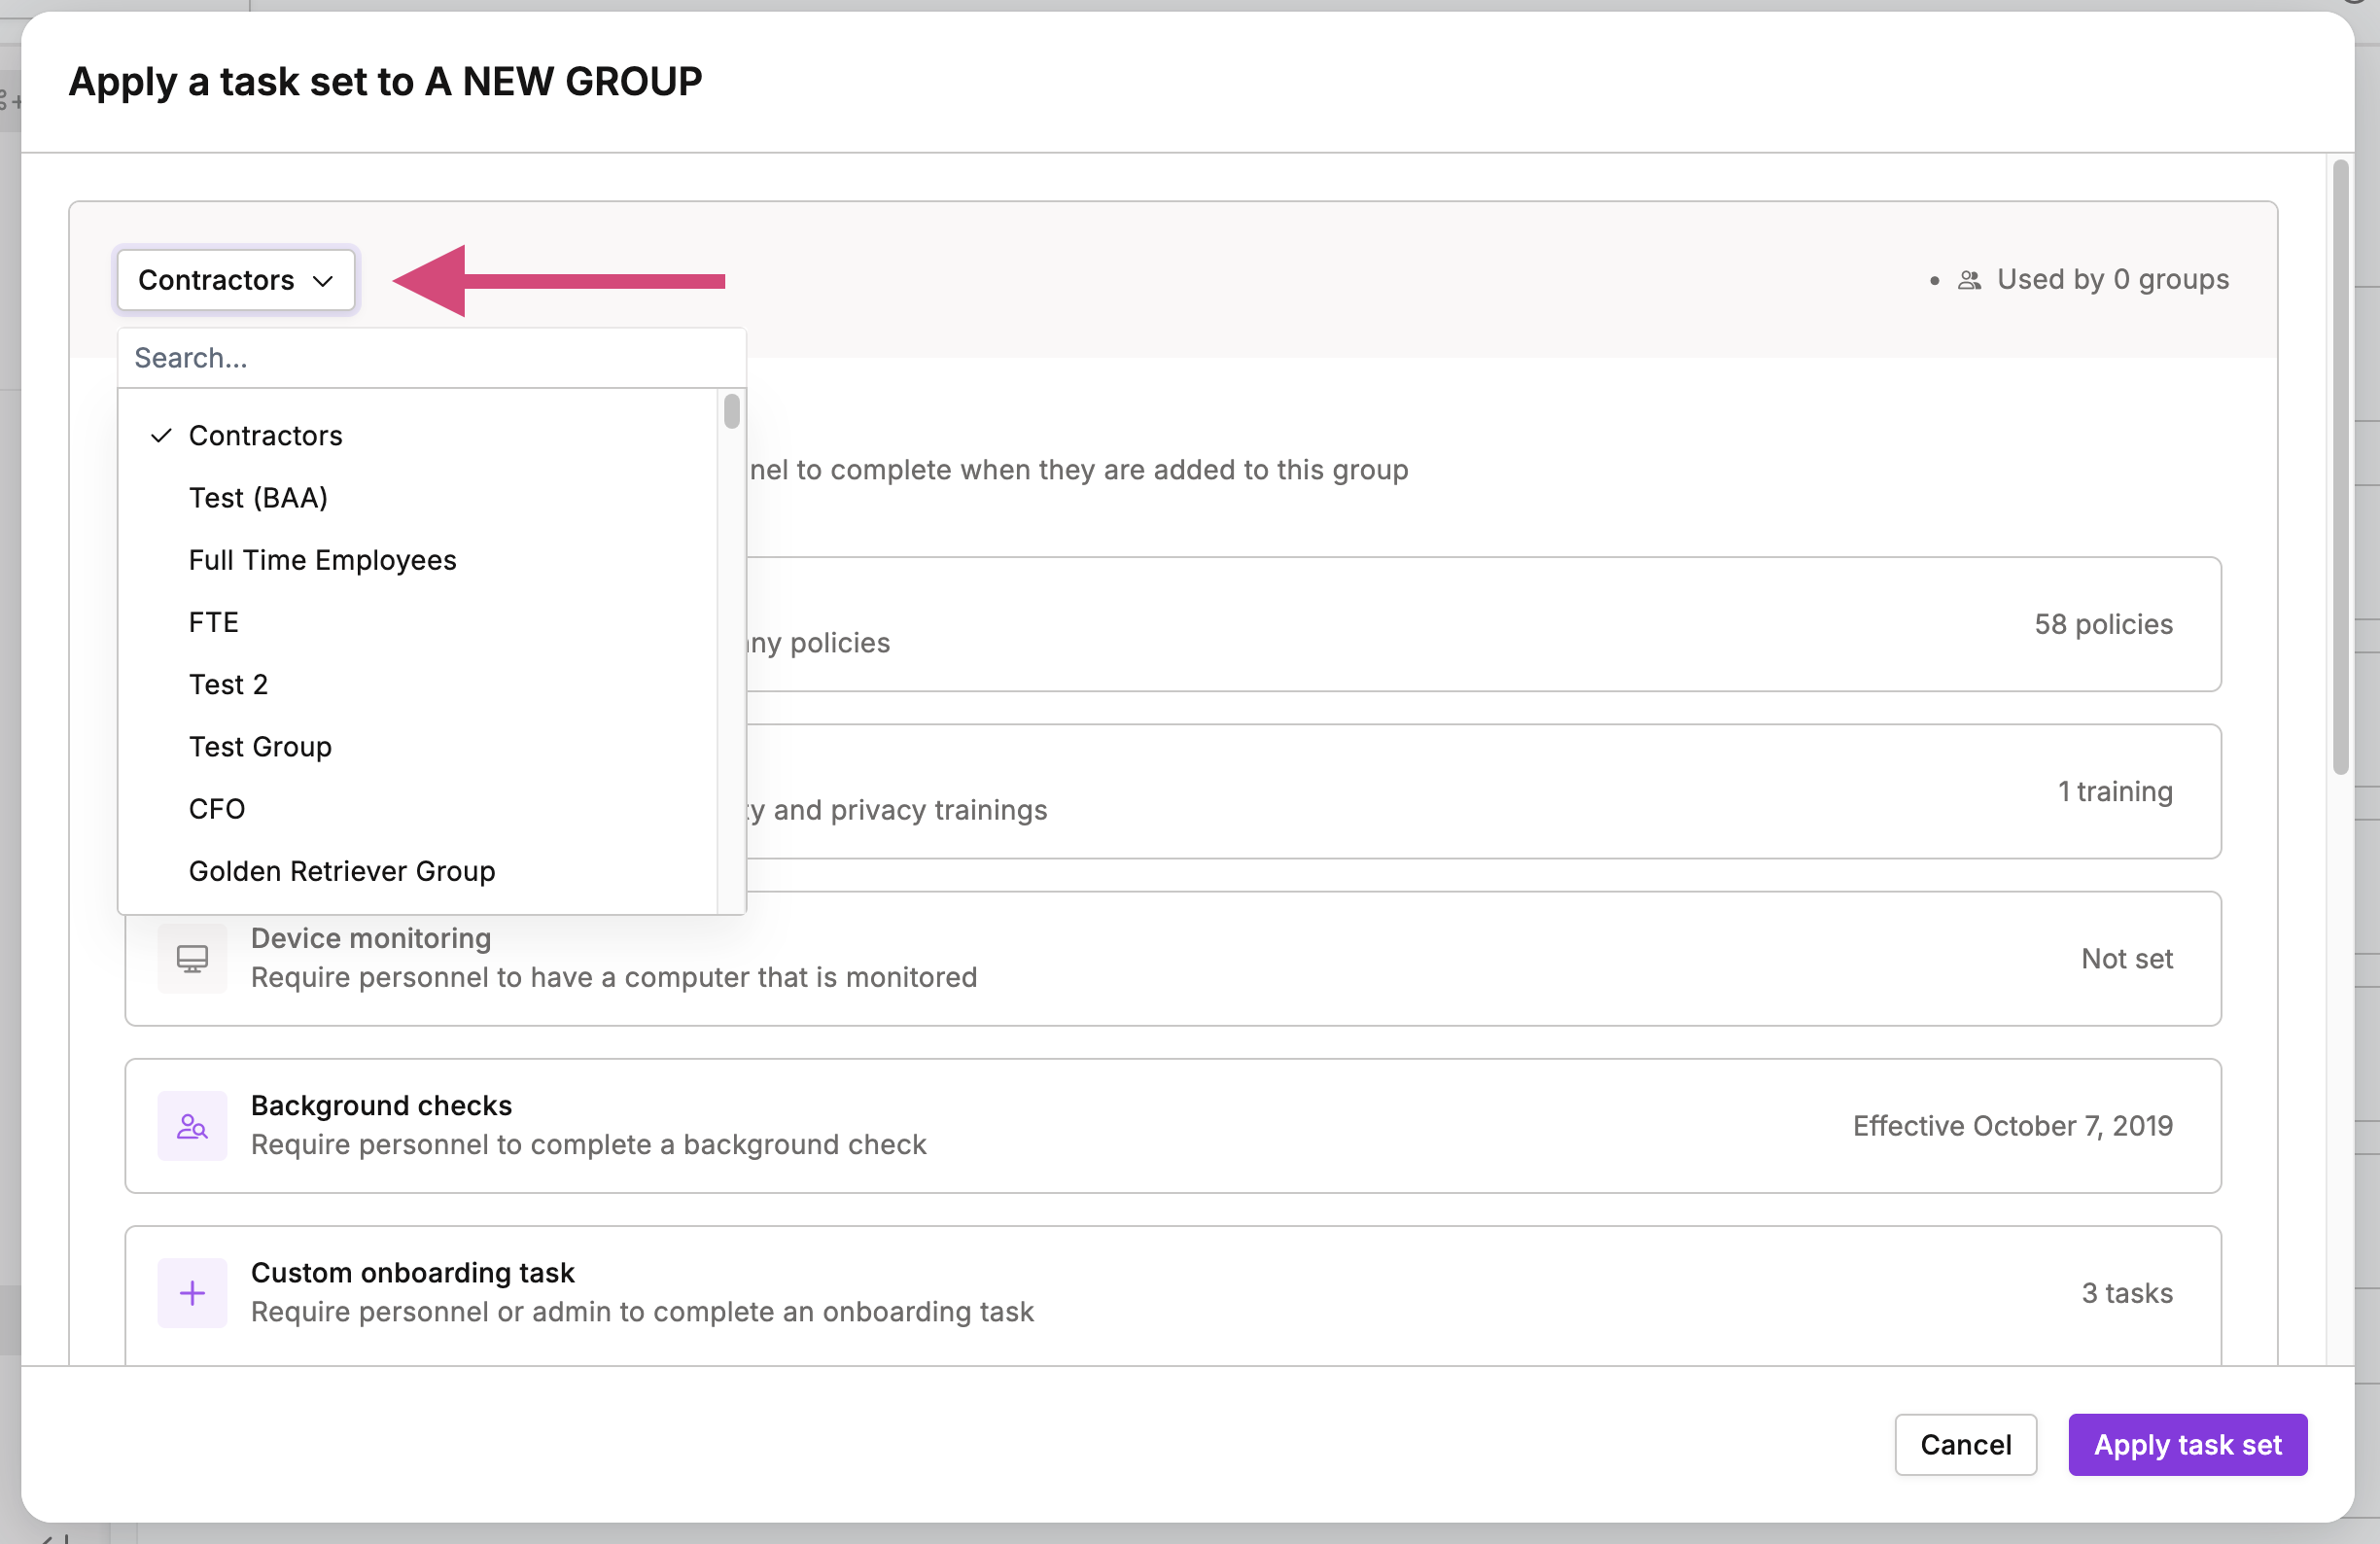 Apply a task set to A NEW GROUP
Contractors
• Used by 0 groups
Search...
✓ Contractors
Test (BAA)
Full Time Employees
FTE
Test 2
Test Group
CFO
Golden Retriever Group
to complete when they are added to this group
policies
58 policies
and privacy trainings
1 training
Device monitoring
Require personnel to have a computer that is monitored
Not set
Background checks
Require personnel to complete a background check
Effective October 7, 2019
Custom onboarding task
Require personnel or admin to complete an onboarding task
3 tasks
Cancel
Apply task set